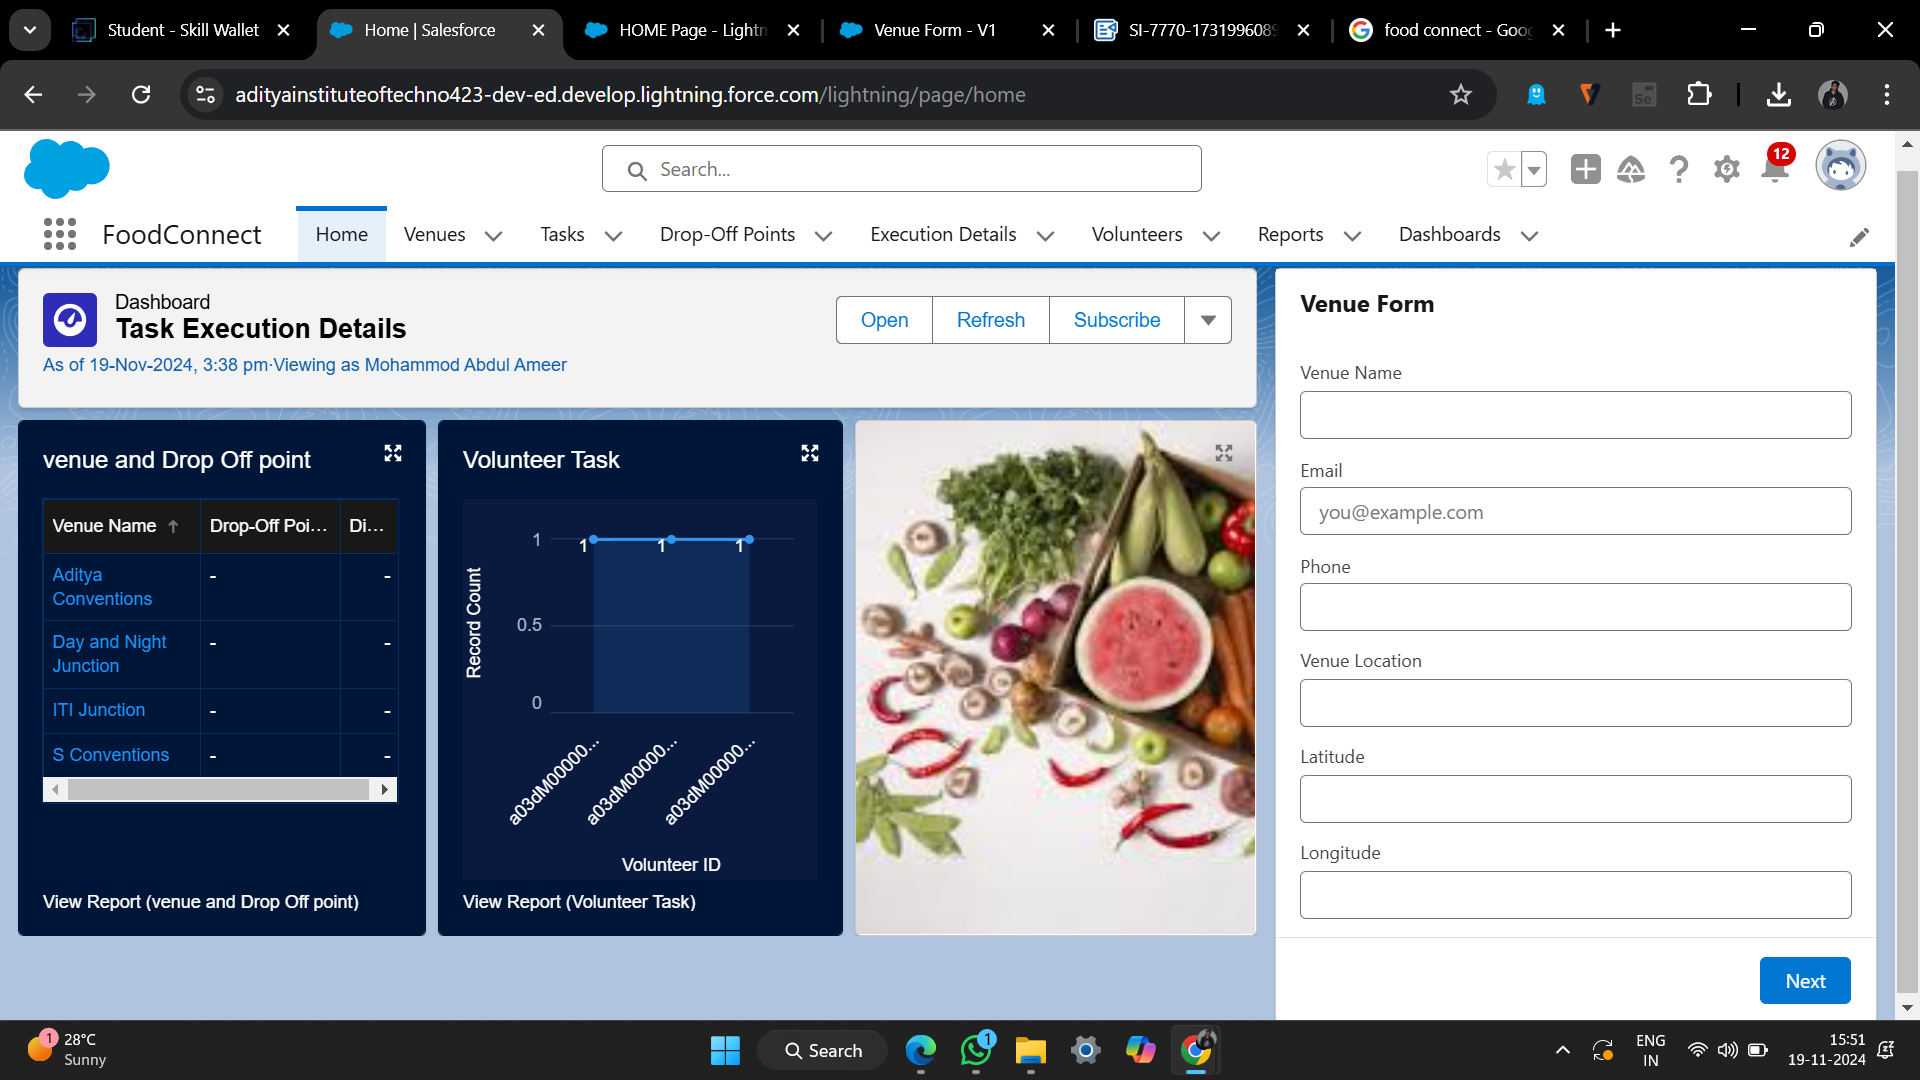 Student - Skill Wallet
Home | Salesforce
HOME Page - Lightn
Venue Form - V1
SI-7770-1731996089
food connect - Goog
adityainstituteoftechno423-dev-ed.develop.lightning.force.com/lightning/page/home
Search...
12
FoodConnect
Home
Venues
Tasks
Drop-Off Points
Execution Details
Volunteers
Reports
Dashboards
Dashboard
Task Execution Details
As of 19-Nov-2024, 3:38 pm·Viewing as Mohammod Abdul Ameer
Open
Refresh
Subscribe
venue and Drop Off point
Venue Name ↑
Drop-Off Poi...
Di...
Aditya
Conventions
-
-
Day and Night
Junction
-
-
ITI Junction
-
-
S Conventions
-
-
View Report (venue and Drop Off point)
Volunteer Task
Record Count
1
0.5
0
1
1
1
a03dM00000...
a03dM00000...
a03dM00000...
Volunteer ID
View Report (Volunteer Task)
Venue Form
Venue Name
Email
you@example.com
Phone
Venue Location
Latitude
Longitude
Next
1
28°C
Sunny
Search
1
ENG
IN
15:51
19-11-2024